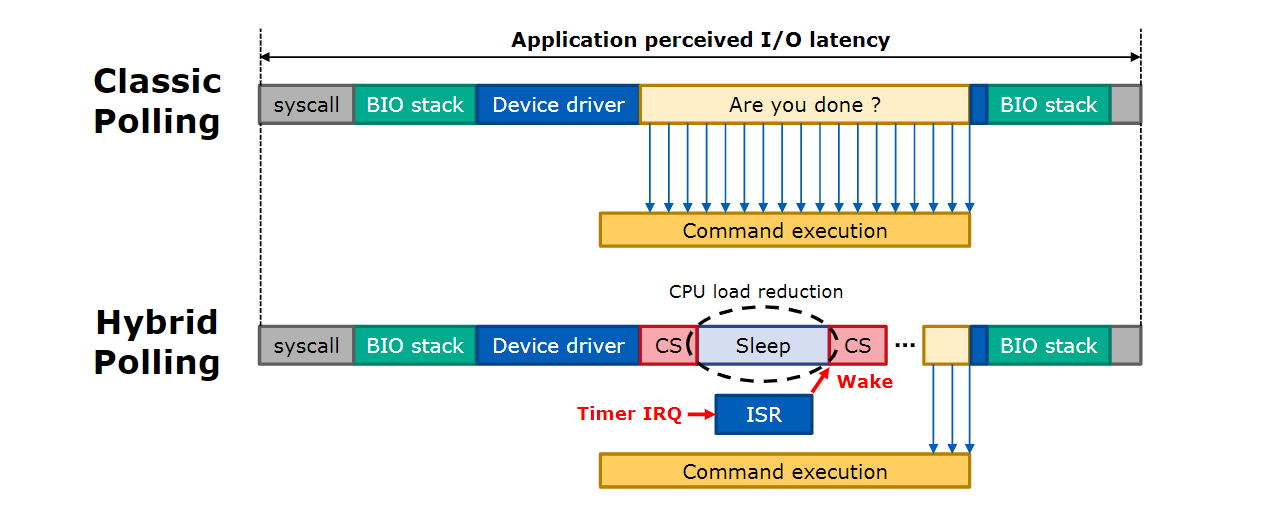 Application perceived I/O latency
Classic
Polling
syscall
BIO stack
Device driver
Are you done ?
BIO stack
Command execution
CPU load reduction
Hybrid
Polling
syscall
BIO stack
Device driver
CS
Sleep
CS
...
BIO stack
Wake
Timer IRQ
ISR
Command execution